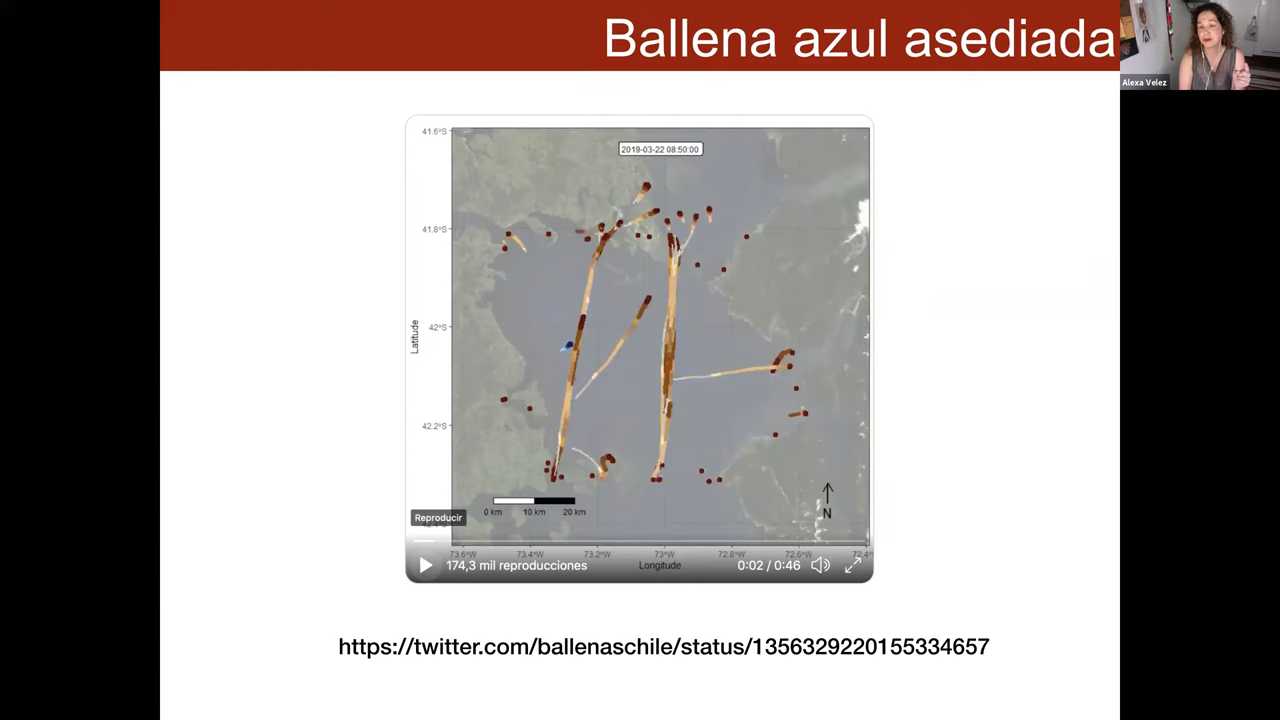 Ballena azul asediada
Alexa Velez
2019-03-22 08:50:00
41.6°S
41.8°S
42°S
42.2°S
Latitude
0 km 10 km 20 km
N
Reproducir
73.6°W 73.4°W 73.2°W 73°W 72.8°W 72.6°W 72.4°
Longitude
174,3 mil reproducciones
0:02 / 0:46
https://twitter.com/ballenaschile/status/1356329220155334657